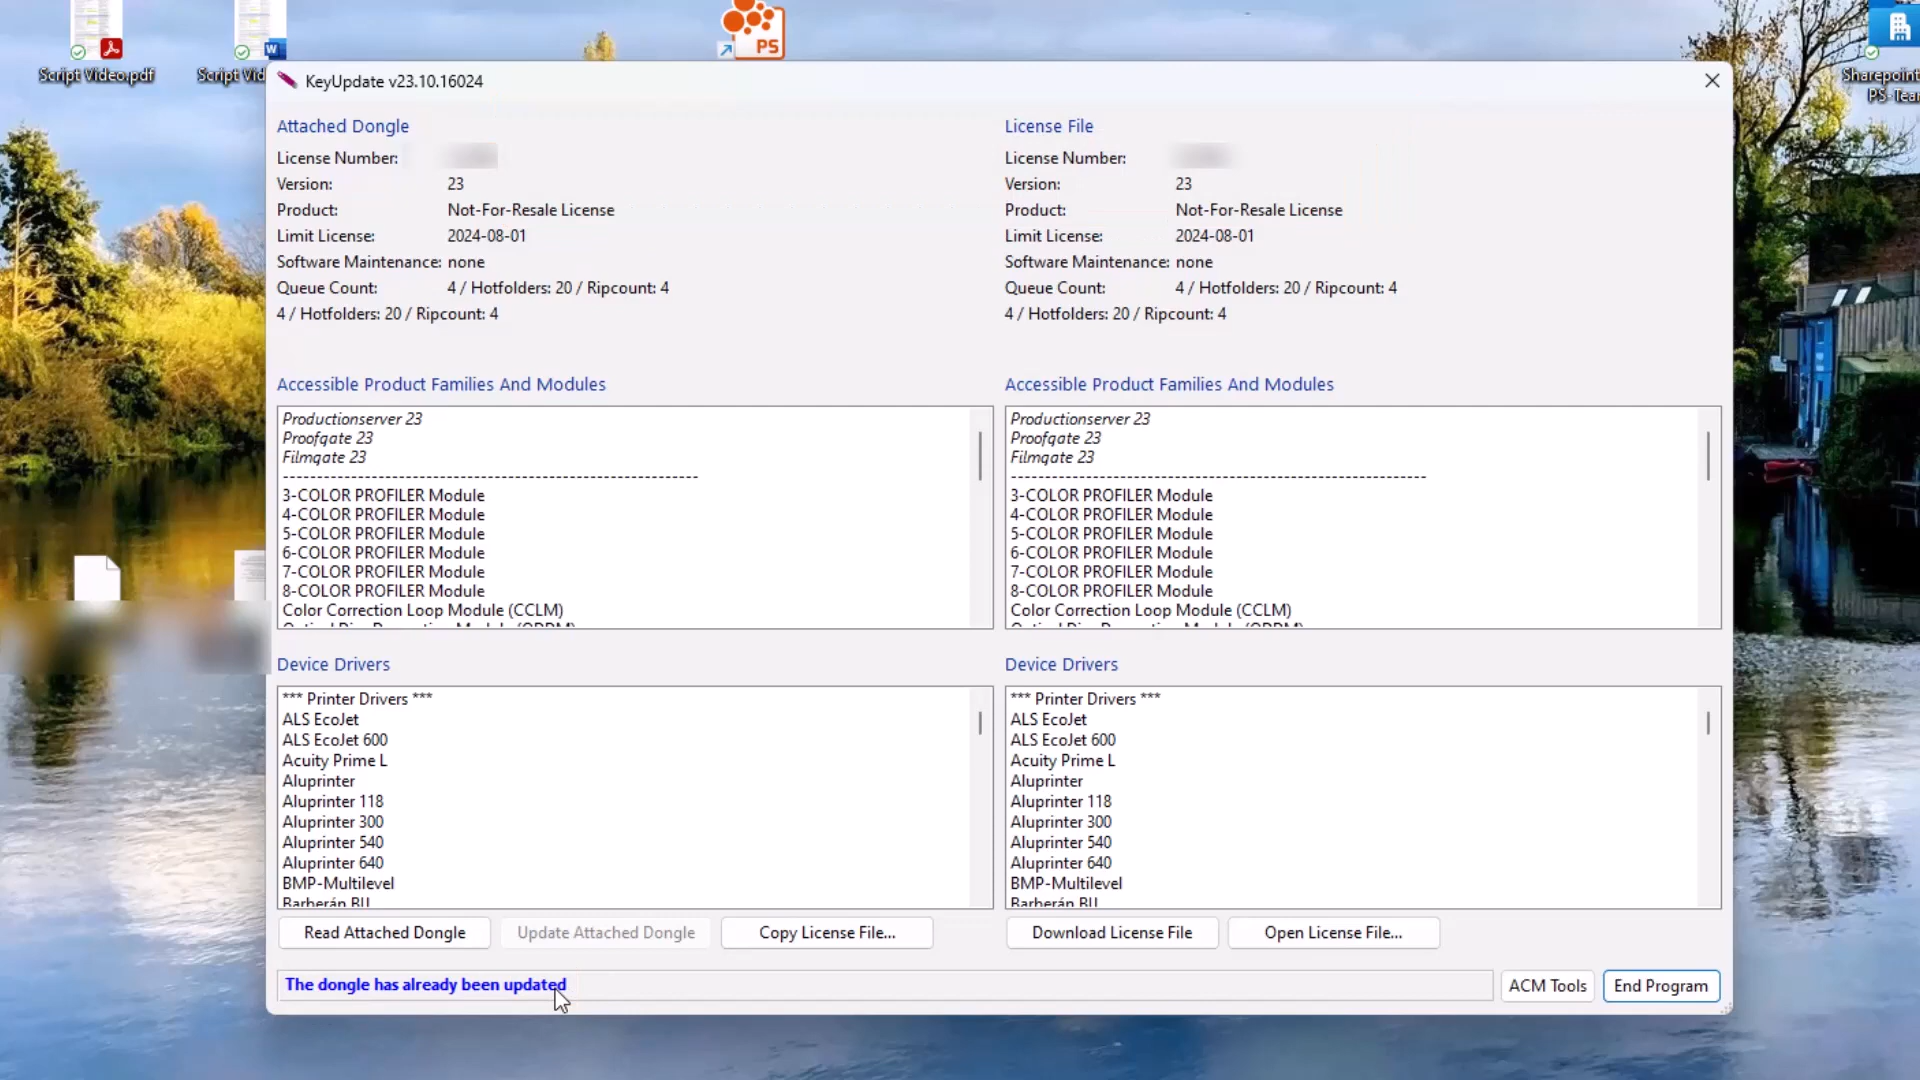 Script Video.pdf
Script Vid
W
PS
Sharepoint
PS-Tea
KeyUpdate v23.10.16024
Attached Dongle
License Number:
Version: 23
Product: Not-For-Resale License
Limit License: 2024-08-01
Software Maintenance: none
Queue Count: 4 / Hotfolders: 20 / Ripcount: 4
4 / Hotfolders: 20 / Ripcount: 4
Accessible Product Families And Modules
Productionserver 23
Proofgate 23
Filmgate 23
3-COLOR PROFILER Module
4-COLOR PROFILER Module
5-COLOR PROFILER Module
6-COLOR PROFILER Module
7-COLOR PROFILER Module
8-COLOR PROFILER Module
Color Correction Loop Module (CCLM)
Device Drivers
*** Printer Drivers ***
ALS EcoJet
ALS EcoJet 600
Acuity Prime L
Aluprinter
Aluprinter 118
Aluprinter 300
Aluprinter 540
Aluprinter 640
BMP-Multilevel
Barberán BU
Read Attached Dongle
Update Attached Dongle
Copy License File...
License File
License Number:
Version: 23
Product: Not-For-Resale License
Limit License: 2024-08-01
Software Maintenance: none
Queue Count: 4 / Hotfolders: 20 / Ripcount: 4
4 / Hotfolders: 20 / Ripcount: 4
Accessible Product Families And Modules
Productionserver 23
Proofgate 23
Filmgate 23
3-COLOR PROFILER Module
4-COLOR PROFILER Module
5-COLOR PROFILER Module
6-COLOR PROFILER Module
7-COLOR PROFILER Module
8-COLOR PROFILER Module
Color Correction Loop Module (CCLM)
Device Drivers
*** Printer Drivers ***
ALS EcoJet
ALS EcoJet 600
Acuity Prime L
Aluprinter
Aluprinter 118
Aluprinter 300
Aluprinter 540
Aluprinter 640
BMP-Multilevel
Barberán BU
Download License File
Open License File...
The dongle has already been updated
ACM Tools
End Program